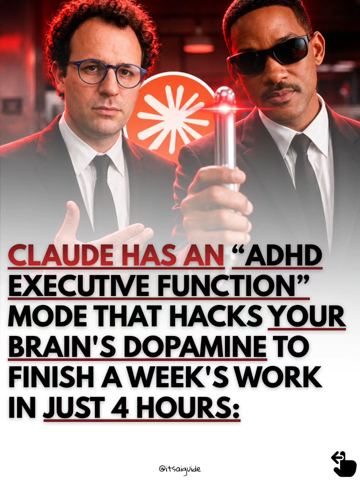 CLAUDE HAS AN “ADHD
EXECUTIVE FUNCTION”
MODE THAT HACKS YOUR
BRAIN'S DOPAMINE TO
FINISH A WEEK'S WORK
IN JUST 4 HOURS:
@itsaiguide